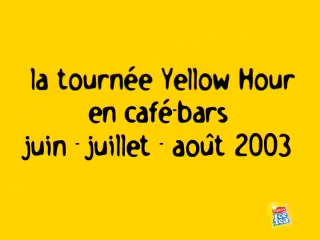 la tournée Yellow Hour
en café-bars
juin - juillet - août 2003